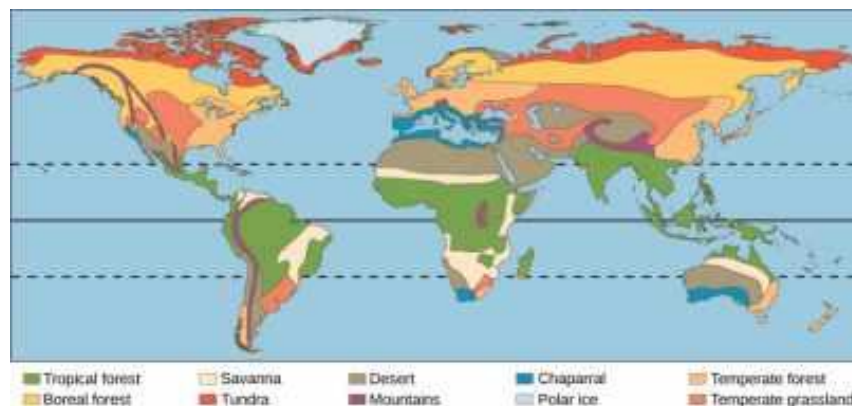 Tropical forest Savanna Desert Chaparral Temperate forest
Boreal forest Tundra Mountains Polar ice Temperate grassland